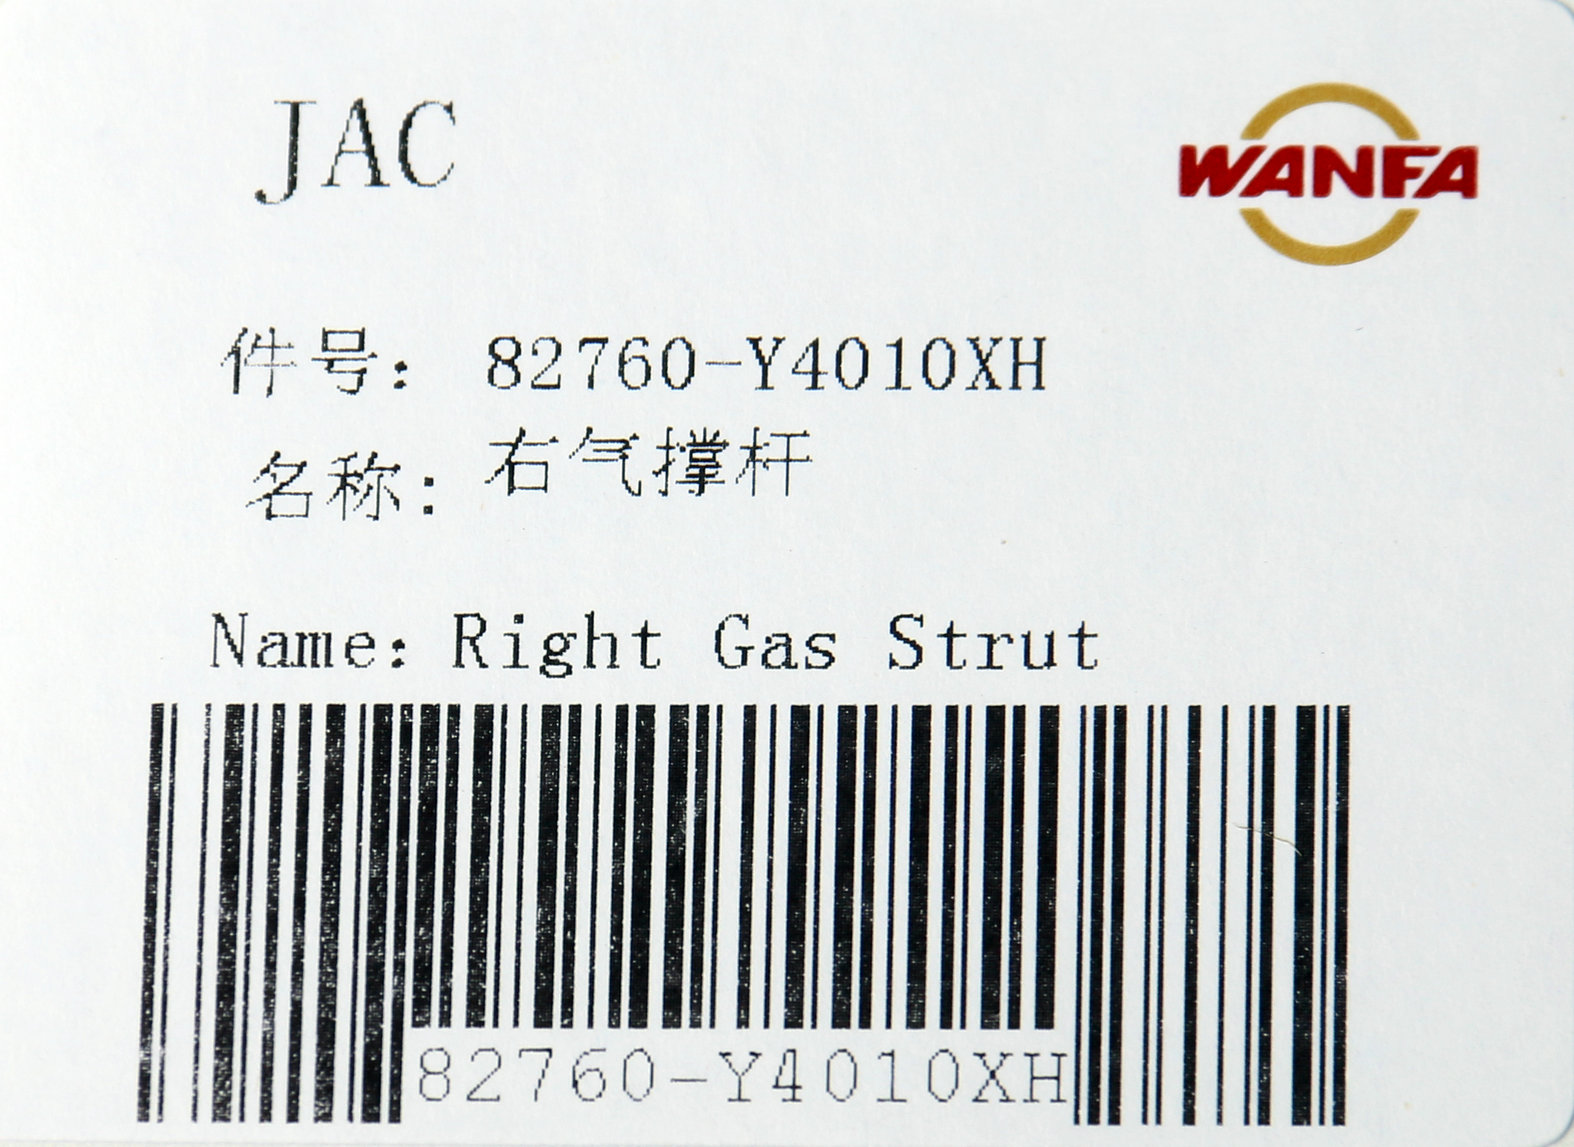 JAC
WANFA
件号: 82760-Y4010XH
名称: 右气撑杆
Name: Right Gas Strut
82760-Y4010XH